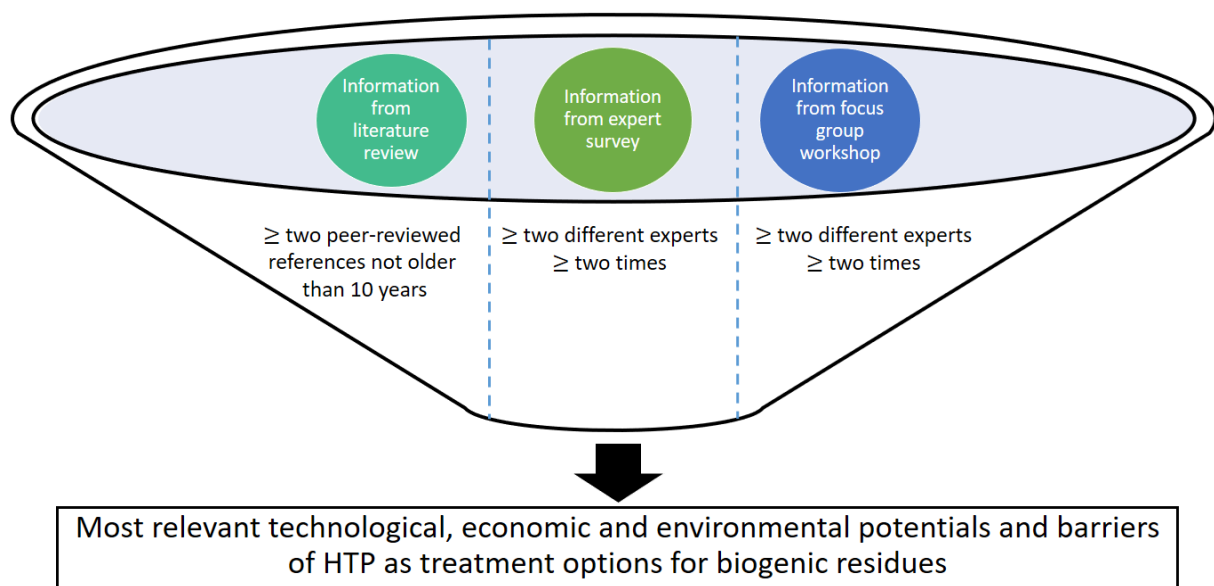 Information
from
literature
review
Information
from expert
survey
Information
from focus
group
workshop
≥ two peer-reviewed
references not older
than 10 years
≥ two different experts
≥ two times
≥ two different experts
≥ two times
Most relevant technological, economic and environmental potentials and barriers
of HTP as treatment options for biogenic residues